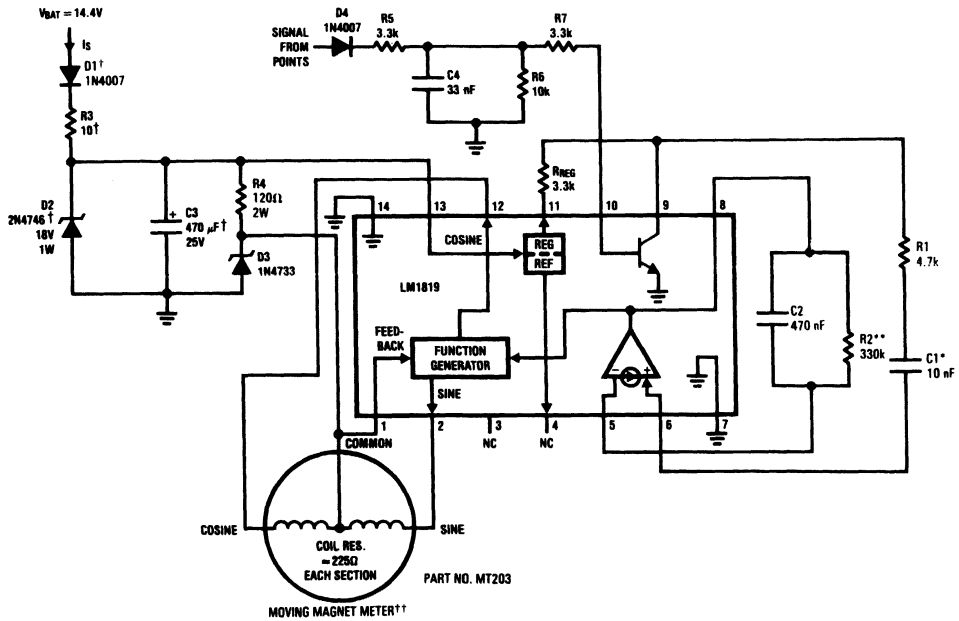 VBAT = 14.4V
IS
D1†
1N4007
R3
10†
D2
2N4746†
18V
1W
C3
470 µF†
25V
R4
120Ω
2W
D3
1N4733
SIGNAL
FROM
POINTS
D4
1N4007
R5
3.3k
C4
33 nF
R6
10k
R7
3.3k
RREG
3.3k
14
13
12
11
10
9
8
COSINE
REG
REF
LM1819
FEED-
BACK
FUNCTION
GENERATOR
SINE
- +
1
2
3
4
5
6
7
COMMON
NC
NC
C2
470 nF
R2**
330k
R1
4.7k
C1*
10 nF
COSINE
SINE
COIL RES.
≃225Ω
EACH SECTION
PART NO. MT203
MOVING MAGNET METER††